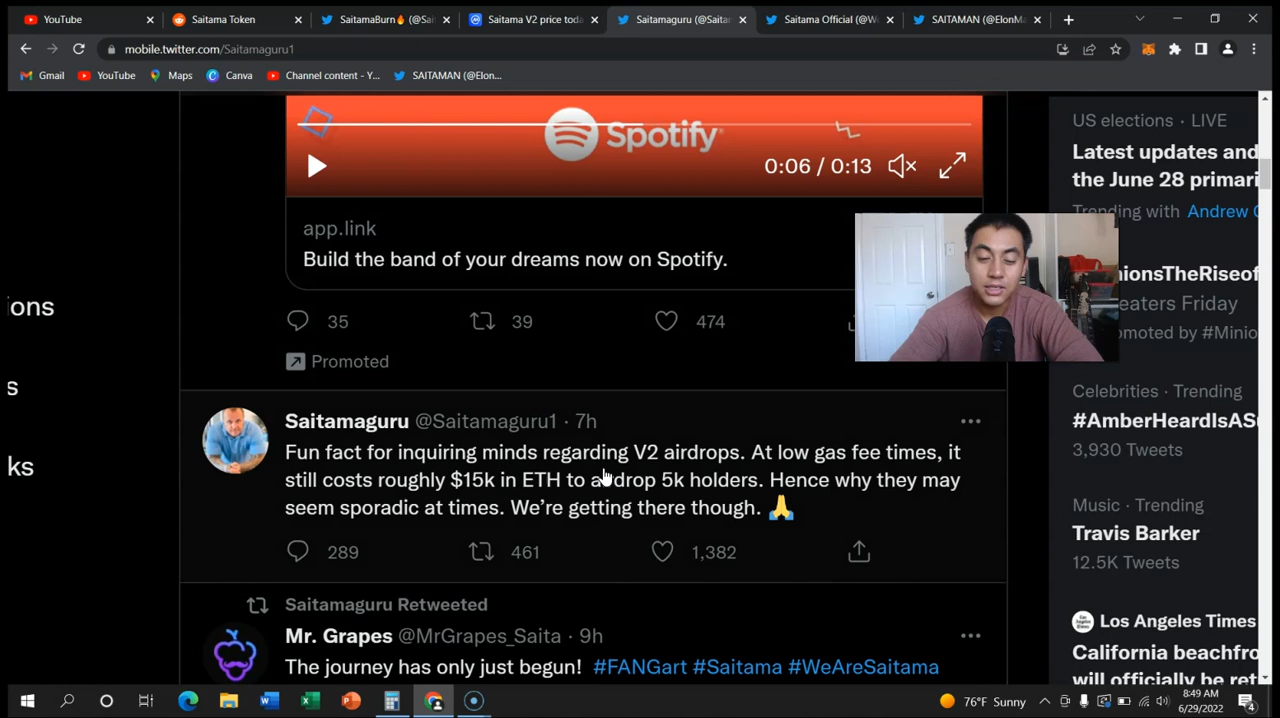 YouTube
Saitama Token
SaitamaBurn🔥 (@Sai
Saitama V2 price toda
Saitamaguru (@Saitam
Saitama Official (@We
SAITAMAN (@ElonMa
mobile.twitter.com/Saitamaguru1
Gmail
YouTube
Maps
Canva
Channel content - Y...
SAITAMAN (@Elon...
ions
s
ks
Spotify
0:06 / 0:13
app.link
Build the band of your dreams now on Spotify.
35
39
474
Promoted
Saitamaguru @Saitamaguru1 · 7h
Fun fact for inquiring minds regarding V2 airdrops. At low gas fee times, it
still costs roughly $15k in ETH to airdrop 5k holders. Hence why they may
seem sporadic at times. We're getting there though. 🙏
289
461
1,382
Saitamaguru Retweeted
Mr. Grapes @MrGrapes_Saita · 9h
The journey has only just begun! #FANGart #Saitama #WeAreSaitama
US elections · LIVE
Latest updates and
the June 28 primari
Trending with Andrew
nionsTheRiseof
eaters Friday
omoted by #Minio
Celebrities · Trending
#AmberHeardIsAS
3,930 Tweets
Music · Trending
Travis Barker
12.5K Tweets
Los Angeles Times
California beachfro
will officially be ret
76°F Sunny
8:49 AM
6/29/2022
4